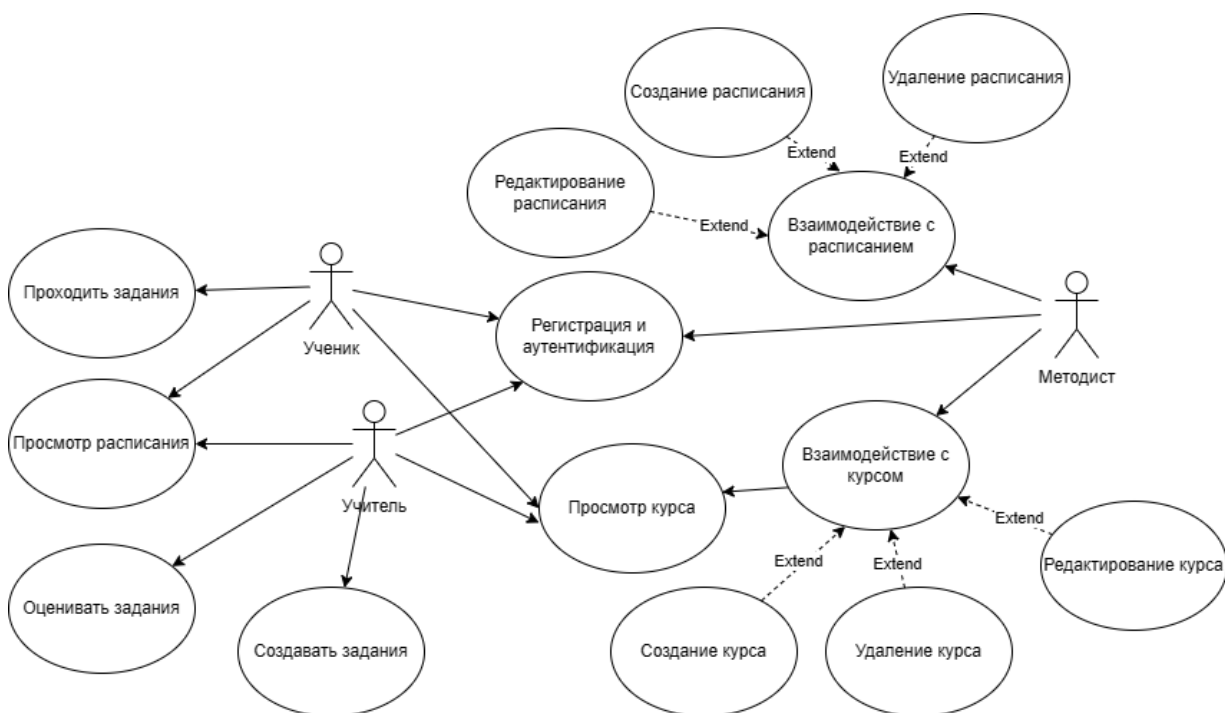 Удаление расписания
Создание расписания
Extend
Extend
Редактирование
расписания
Extend
Взаимодействие с
расписанием
Проходить задания
Ученик
Регистрация и
аутентификация
Методист
Просмотр расписания
Учитель
Взаимодействие с
курсом
Просмотр курса
Extend
Extend
Extend
Редактирование курса
Оценивать задания
Создавать задания
Создание курса
Удаление курса